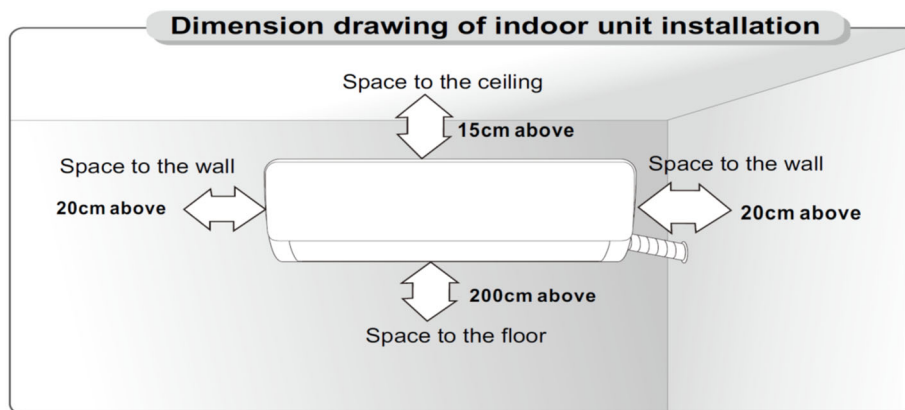 Dimension drawing of indoor unit installation
Space to the ceiling
15cm above
Space to the wall
20cm above
Space to the wall
20cm above
200cm above
Space to the floor